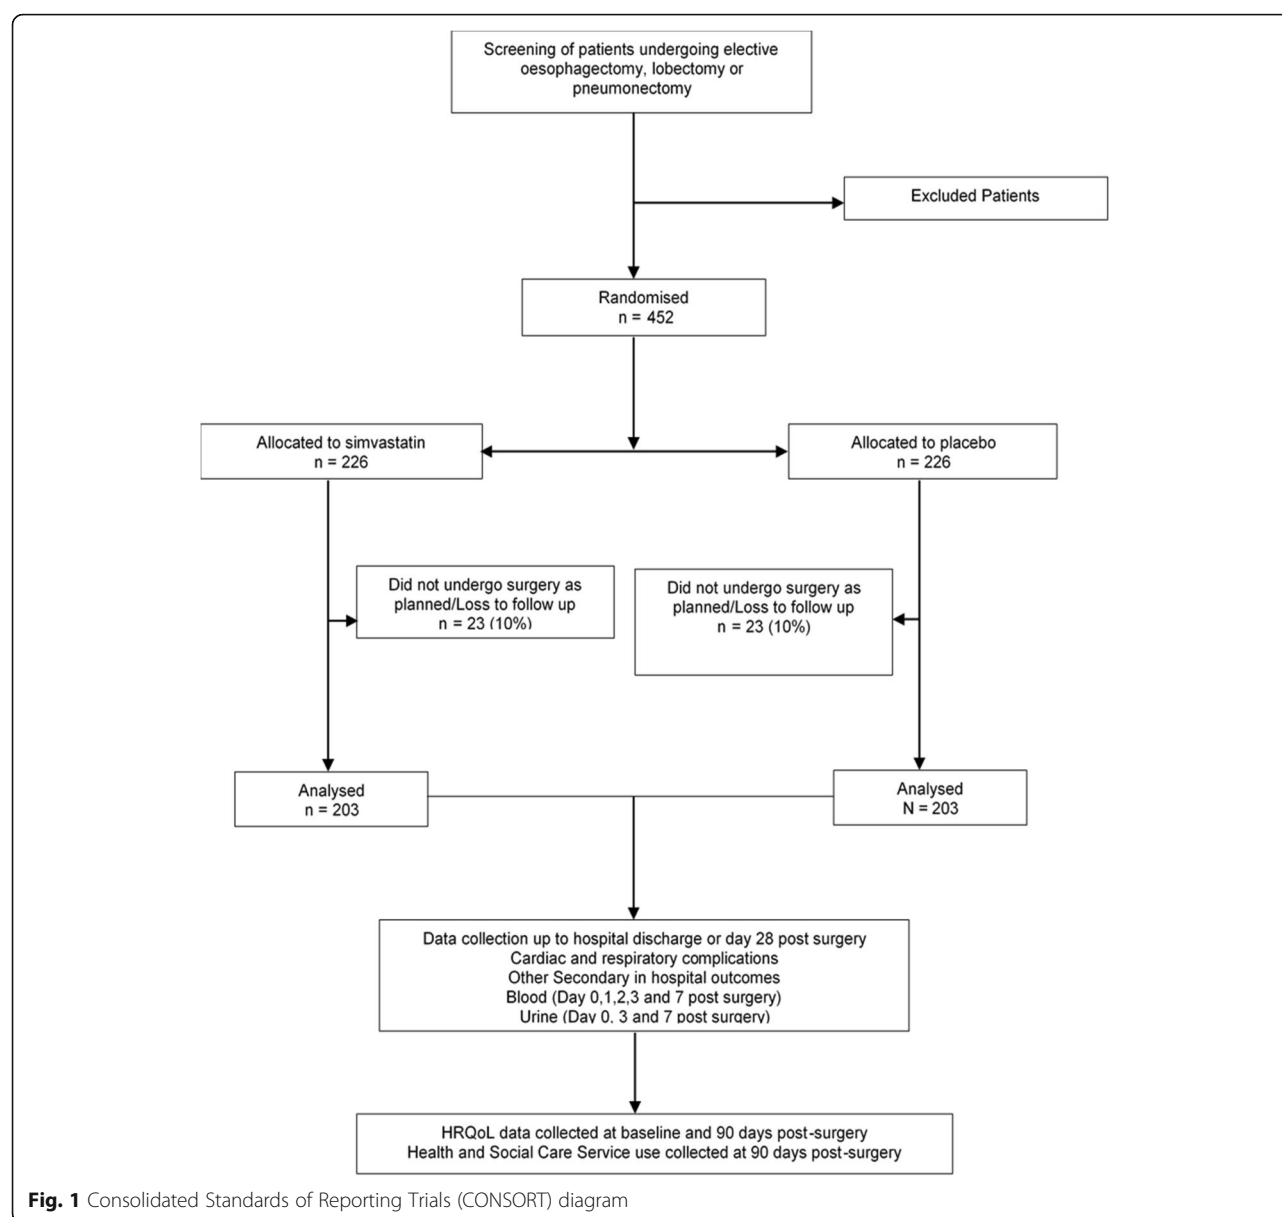 Screening of patients undergoing elective
oesophagectomy, lobectomy or
pneumonectomy
Excluded Patients
Randomised
n = 452
Allocated to simvastatin
n = 226
Allocated to placebo
n = 226
Did not undergo surgery as
planned/Loss to follow up
n = 23 (10%)
Did not undergo surgery as
planned/Loss to follow up
n = 23 (10%)
Analysed
n = 203
Analysed
N = 203
Data collection up to hospital discharge or day 28 post surgery
Cardiac and respiratory complications
Other Secondary in hospital outcomes
Blood (Day 0,1,2,3 and 7 post surgery)
Urine (Day 0, 3 and 7 post surgery)
HRQoL data collected at baseline and 90 days post-surgery
Health and Social Care Service use collected at 90 days post-surgery
Fig. 1 Consolidated Standards of Reporting Trials (CONSORT) diagram